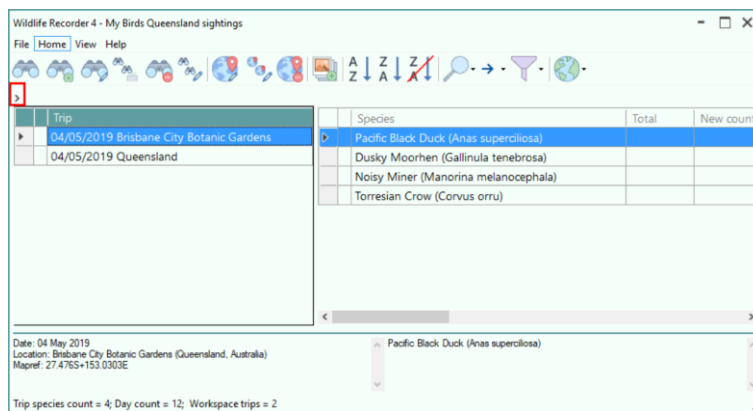 Wildlife Recorder 4 - My Birds Queensland sightings
File Home View Help
Trip
04/05/2019 Brisbane City Botanic Gardens
04/05/2019 Queensland
Species Total New count
Pacific Black Duck (Anas superciliosa)
Dusky Moorhen (Gallinula tenebrosa)
Noisy Miner (Manorina melanocephala)
Torresian Crow (Corvus orru)
Date: 04 May 2019
Location: Brisbane City Botanic Gardens (Queensland, Australia)
Mapref: 27.476S+153.0303E
Pacific Black Duck (Anas superciliosa)
Trip species count = 4; Day count = 12; Workspace trips = 2